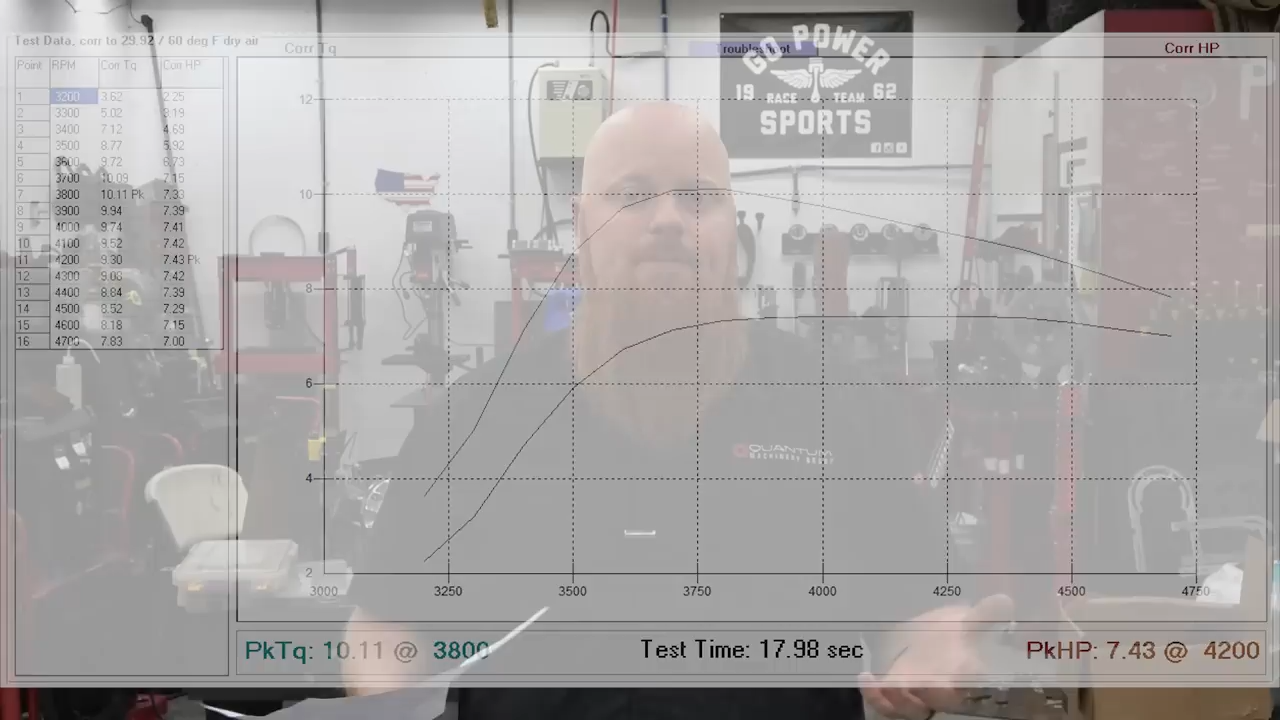 Test Data, corr to 29.92 / 60 deg F dry air
Corr Tq
Troubleshoot
Corr HP
Point RPM Corr Tq Corr HP
1 3200 3.62 2.25
2 3300 5.02 3.19
3 3400 7.12 4.69
4 3500 8.77 5.92
5 3600 9.72 6.73
6 3700 10.09 7.15
7 3800 10.11 Pk 7.33
8 3900 9.94 7.39
9 4000 9.74 7.41
10 4100 9.52 7.42
11 4200 9.30 7.43 Pk
12 4300 9.08 7.42
13 4400 8.84 7.39
14 4500 8.52 7.29
15 4600 8.18 7.15
16 4700 7.83 7.00
GO POWER
19 RACE TEAM 62
SPORTS
QUANTUM
MACHINERY GROUP
12
10
8
6
4
2
3000 3250 3500 3750 4000 4250 4500 4750
PkTq: 10.11 @ 3800
Test Time: 17.98 sec
PkHP: 7.43 @ 4200